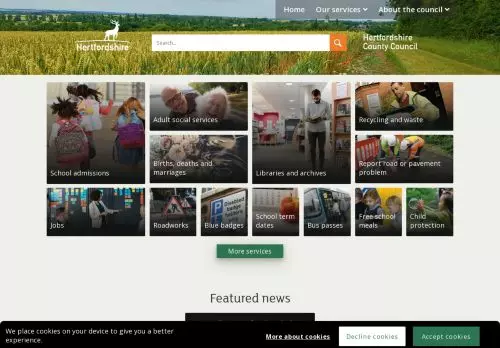 Home
Our services
About the council
Hertfordshire
Search...
Hertfordshire
County Council
School admissions
Adult social services
Libraries and archives
Recycling and waste
Births, deaths and
marriages
Report road or pavement
problem
Jobs
Roadworks
Blue badges
School term
dates
Bus passes
Free school
meals
Child
protection
More services
Featured news
We place cookies on your device to give you a better
experience.
More about cookies
Decline cookies
Accept cookies